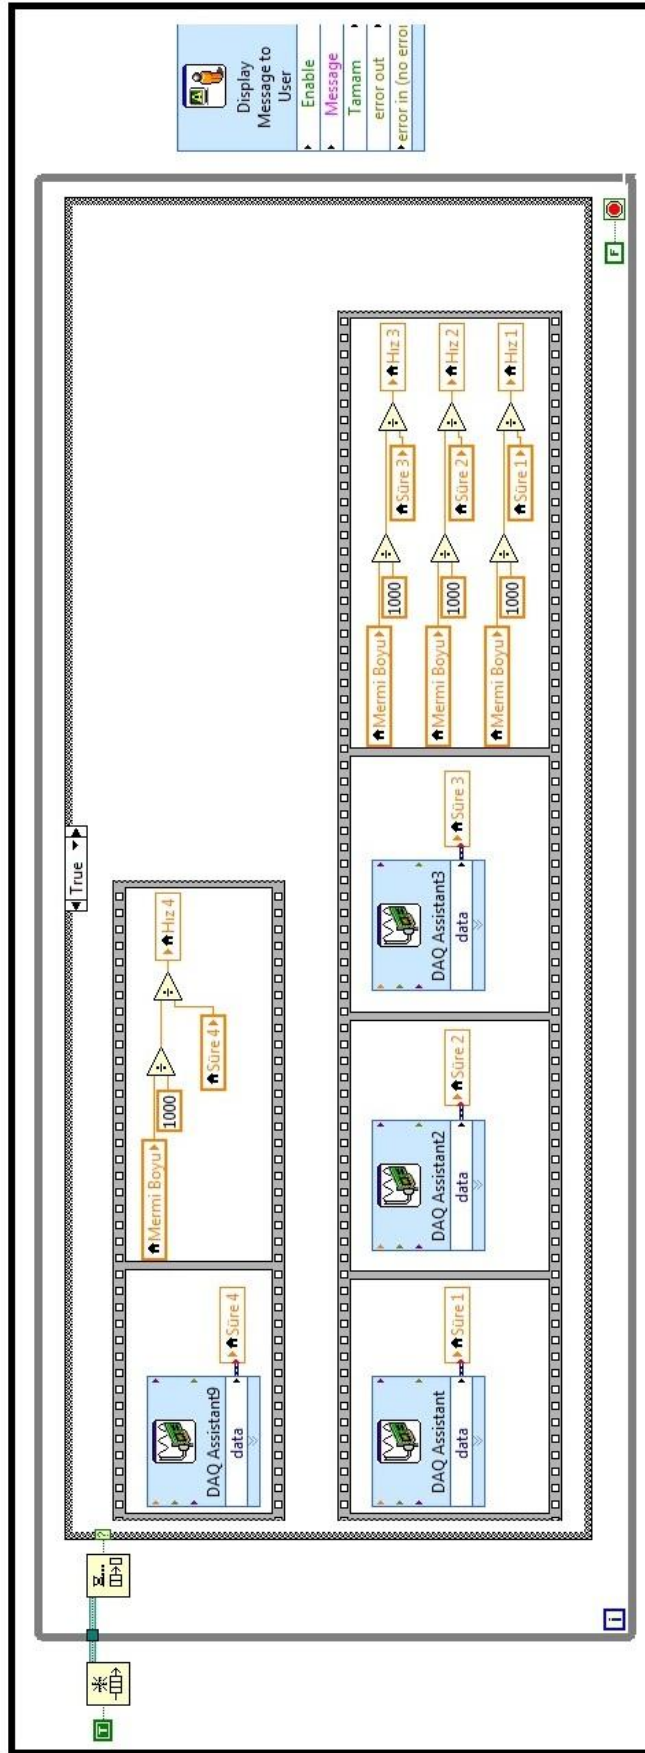 True
DAQ Assistant9
data
Süre 4
Mermi Boyu
1000
Süre 4
Hız 4
DAQ Assistant
data
Süre 1
DAQ Assistant2
data
Süre 2
DAQ Assistant3
data
Süre 3
Mermi Boyu
1000
Süre 3
Hız 3
Mermi Boyu
1000
Süre 2
Hız 2
Mermi Boyu
1000
Süre 1
Hız 1
T
?
i
F
Display
Message to
User
Enable
Message
Tamam
error out
error in (no erro